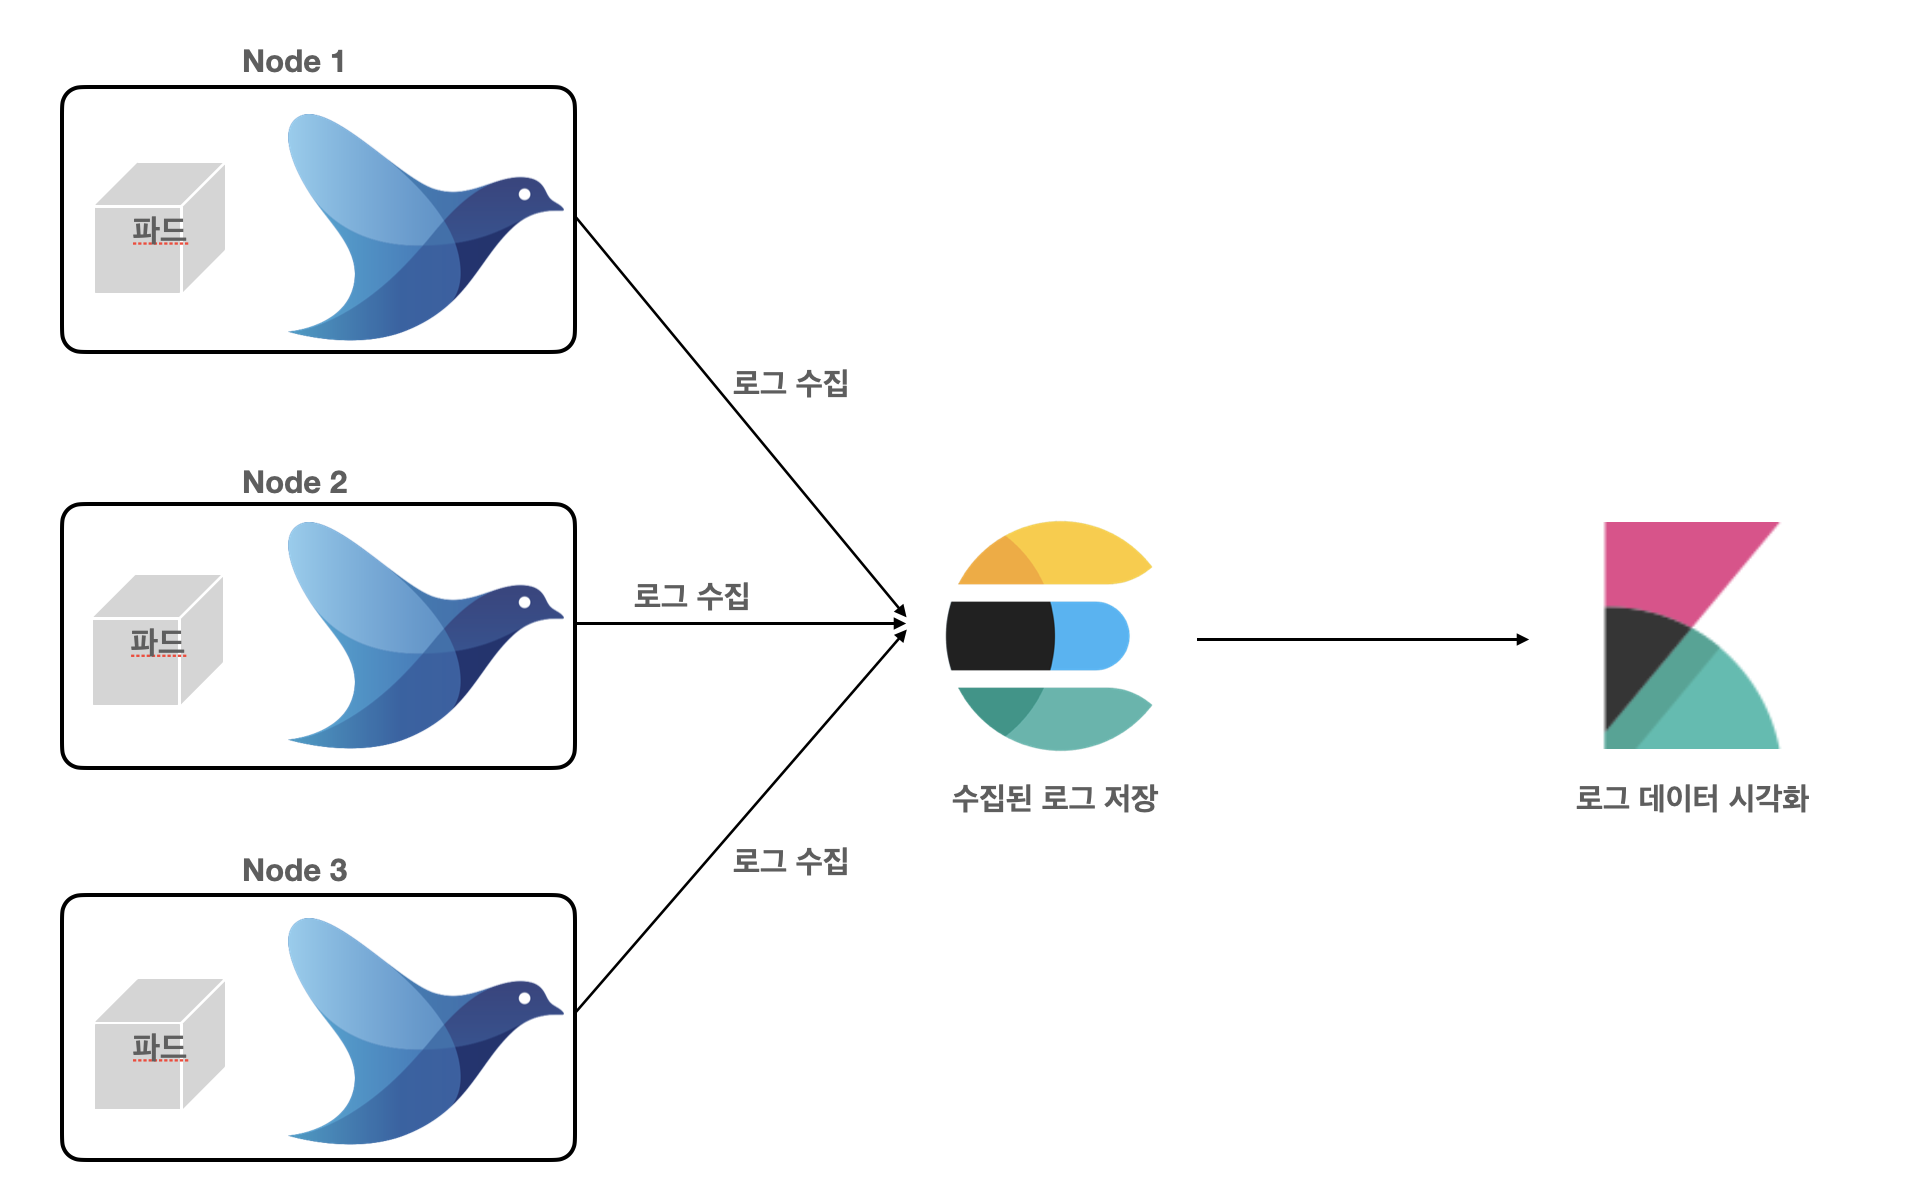 Node 1
파드
로그 수집
Node 2
파드
로그 수집
수집된 로그 저장
로그 데이터 시각화
Node 3
파드
로그 수집